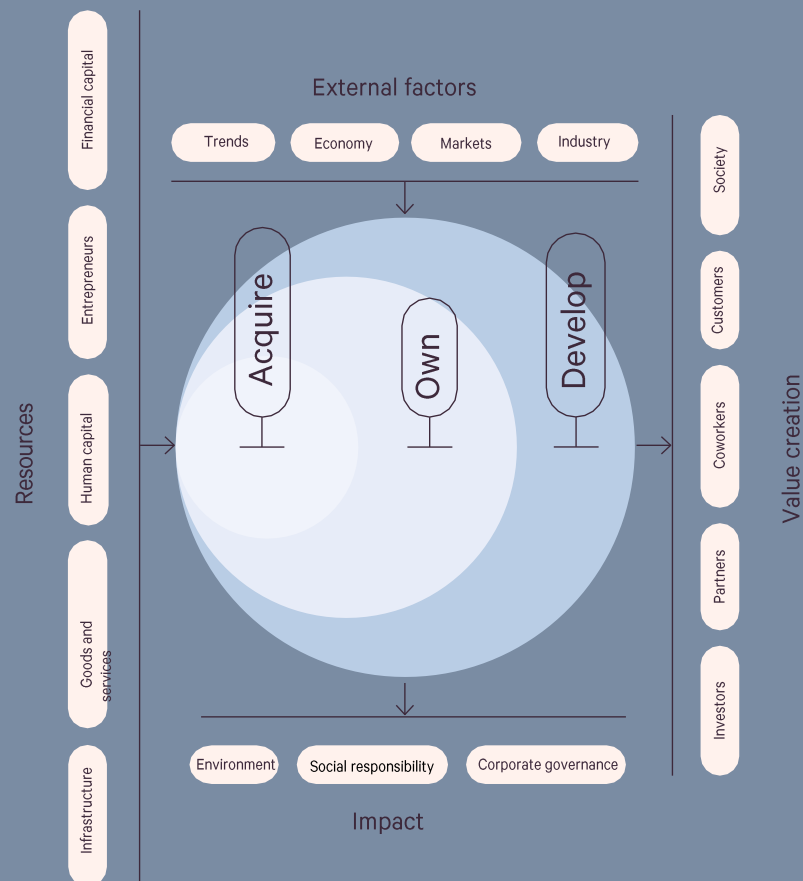 External factors
Trends
Economy
Markets
Industry
Resources
Financial capital
Entrepreneurs
Human capital
Goods and
services
Infrastructure
Acquire
Own
Develop
Value creation
Society
Customers
Coworkers
Partners
Investors
Environment
Social responsibility
Corporate governance
Impact